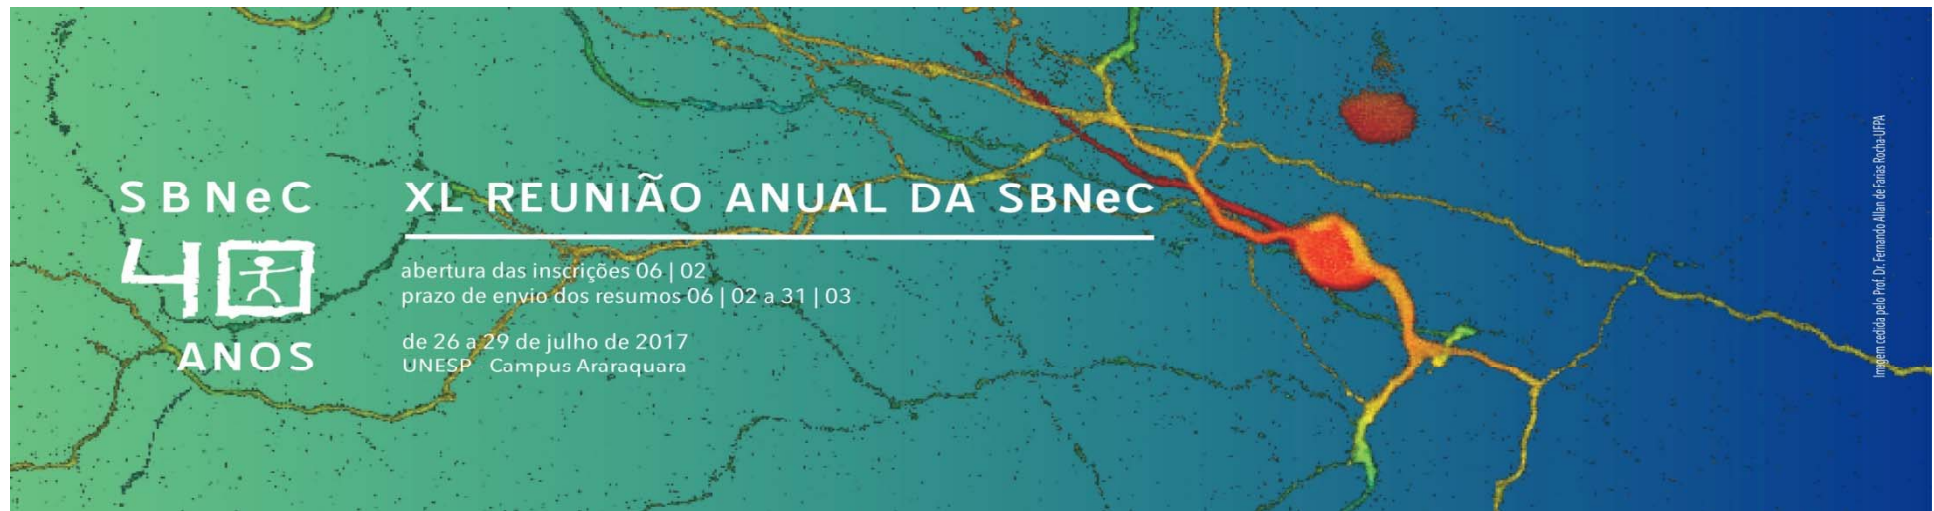 SBNeC
40
ANOS
XL REUNIÃO ANUAL DA SBNeC
abertura das inscrições 06 | 02
prazo de envio dos resumos 06 | 02 a 31 | 03
de 26 a 29 de julho de 2017
UNESP Campus Araraquara
Imagem cedida pelo Prof. Dr. Fernando Allan de Farias Rocha-UFPA